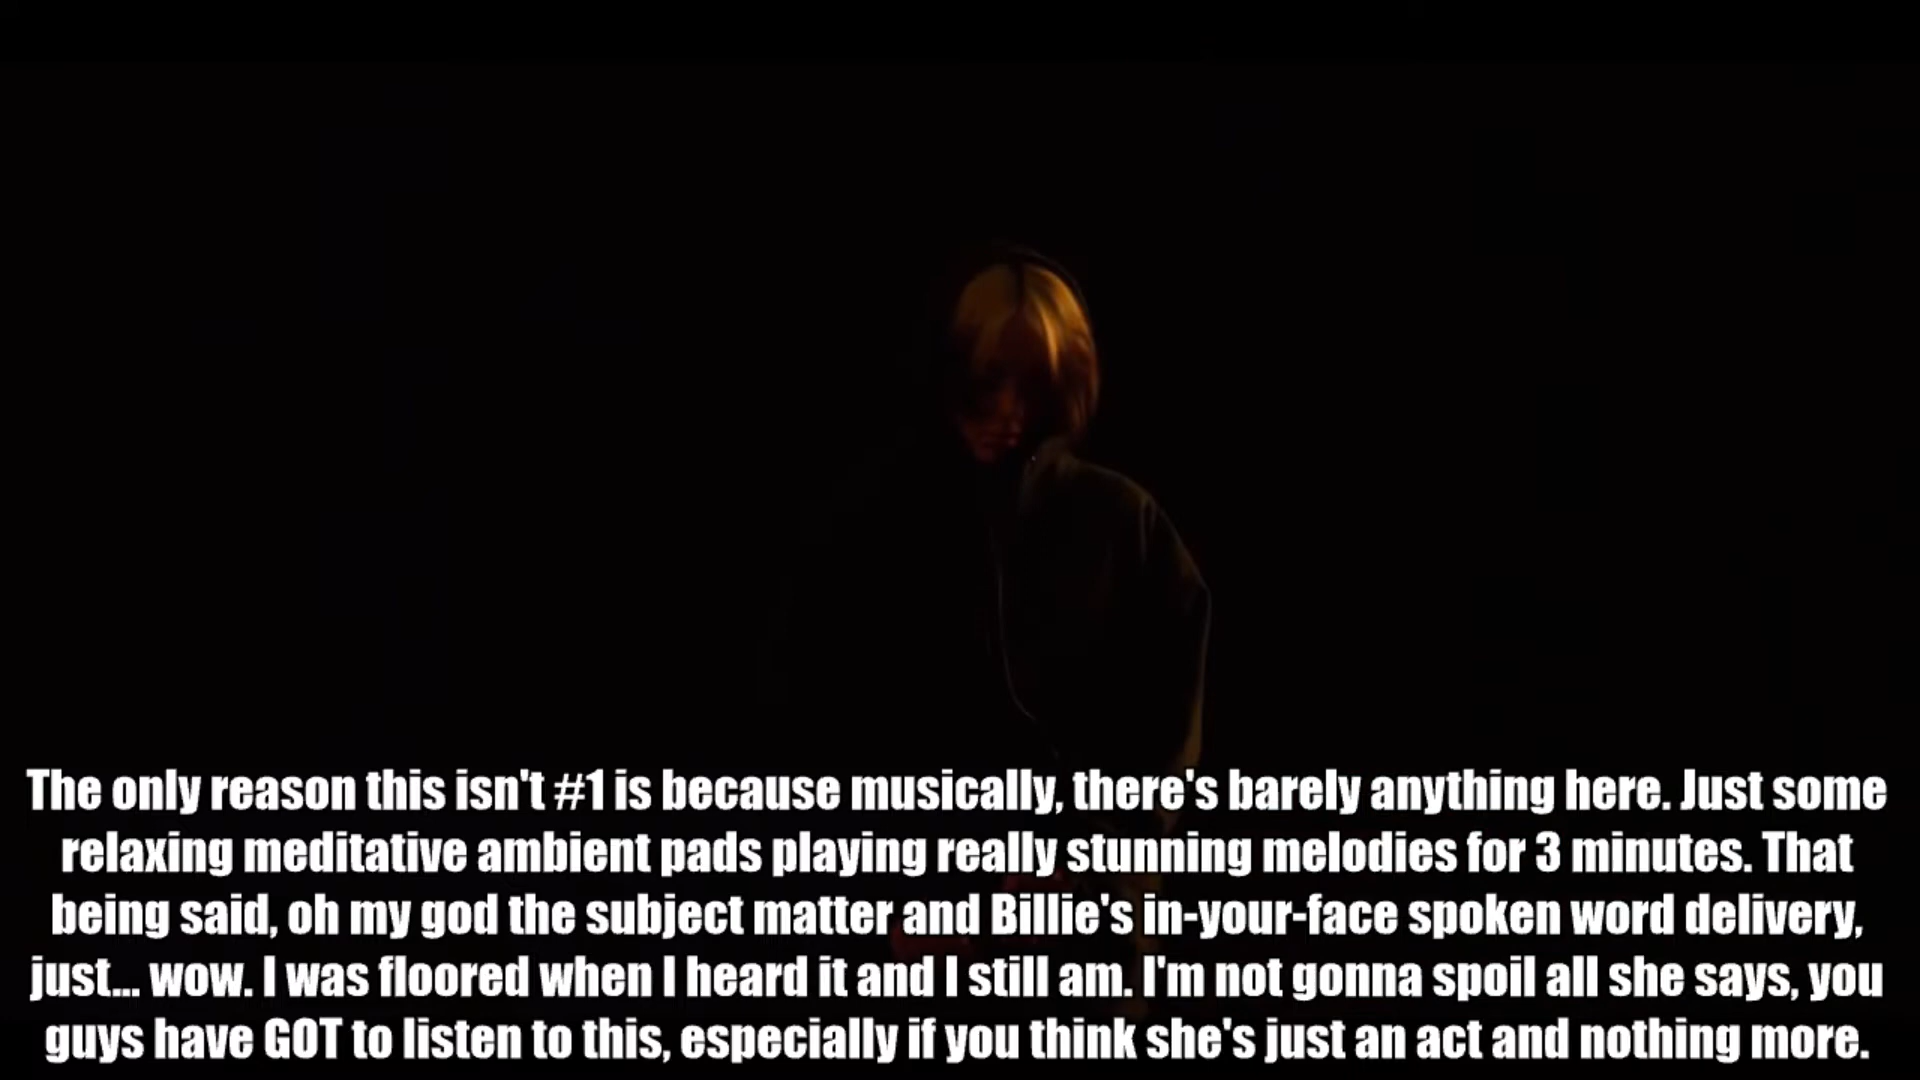 The only reason this isn't #1 is because musically, there's barely anything here. Just some
relaxing meditative ambient pads playing really stunning melodies for 3 minutes. That
being said, oh my god the subject matter and Billie's in-your-face spoken word delivery,
just... wow. I was floored when I heard it and I still am. I'm not gonna spoil all she says, you
guys have GOT to listen to this, especially if you think she's just an act and nothing more.